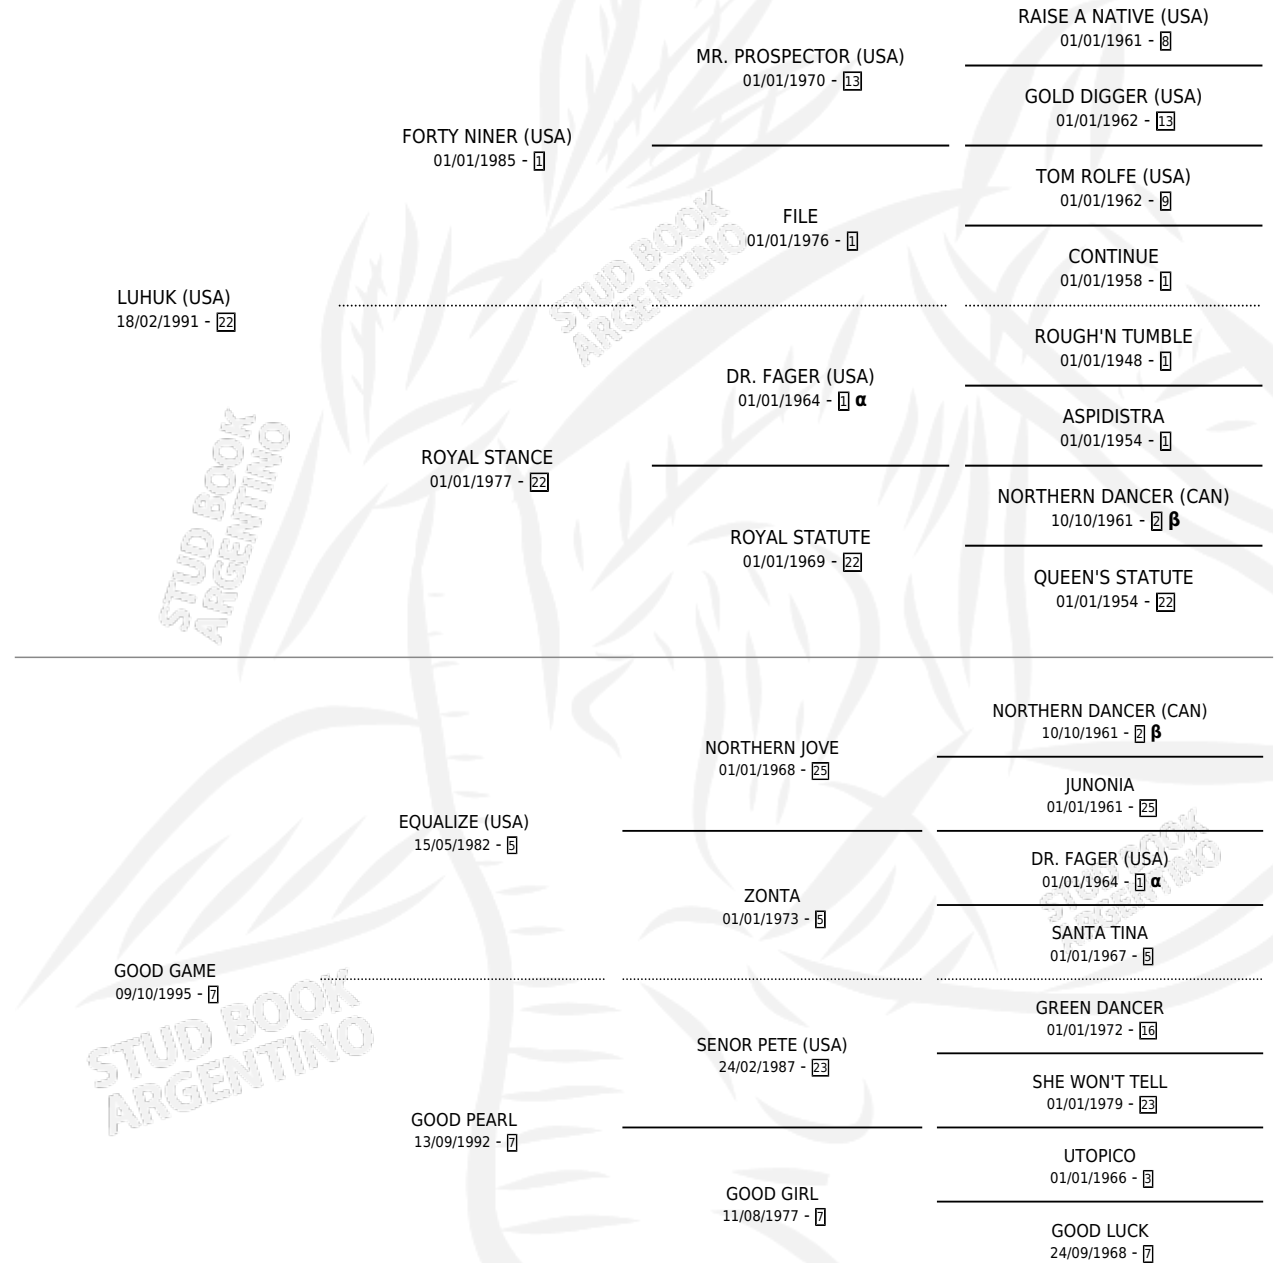 RAISE A NATIVE (USA)
01/01/1961 - 8
MR. PROSPECTOR (USA)
01/01/1970 - 13
GOLD DIGGER (USA)
01/01/1962 - 13
FORTY NINER (USA)
01/01/1985 - 1
TOM ROLFE (USA)
01/01/1962 - 9
FILE
01/01/1976 - 1
CONTINUE
01/01/1958 - 1
LUHUK (USA)
18/02/1991 - 22
ROUGH'N TUMBLE
01/01/1948 - 1
DR. FAGER (USA)
01/01/1964 - 1 α
ASPIDISTRA
01/01/1954 - 1
ROYAL STANCE
01/01/1977 - 22
NORTHERN DANCER (CAN)
10/10/1961 - 2 β
ROYAL STATUTE
01/01/1969 - 22
QUEEN'S STATUTE
01/01/1954 - 22
NORTHERN DANCER (CAN)
10/10/1961 - 2 β
NORTHERN JOVE
01/01/1968 - 25
JUNONIA
01/01/1961 - 25
EQUALIZE (USA)
15/05/1982 - 5
DR. FAGER (USA)
01/01/1964 - 1 α
ZONTA
01/01/1973 - 5
SANTA TINA
01/01/1967 - 5
GOOD GAME
09/10/1995 - 7
GREEN DANCER
01/01/1972 - 16
SENOR PETE (USA)
24/02/1987 - 23
SHE WON'T TELL
01/01/1979 - 23
GOOD PEARL
13/09/1992 - 7
UTOPICO
01/01/1966 - 3
GOOD GIRL
11/08/1977 - 7
GOOD LUCK
24/09/1968 - 7
STUD BOOK
ARGENTINO
STUD BOOK
ARGENTINO
STUD BOOK
ARGENTINO
STUD BOOK
ARGENTINO